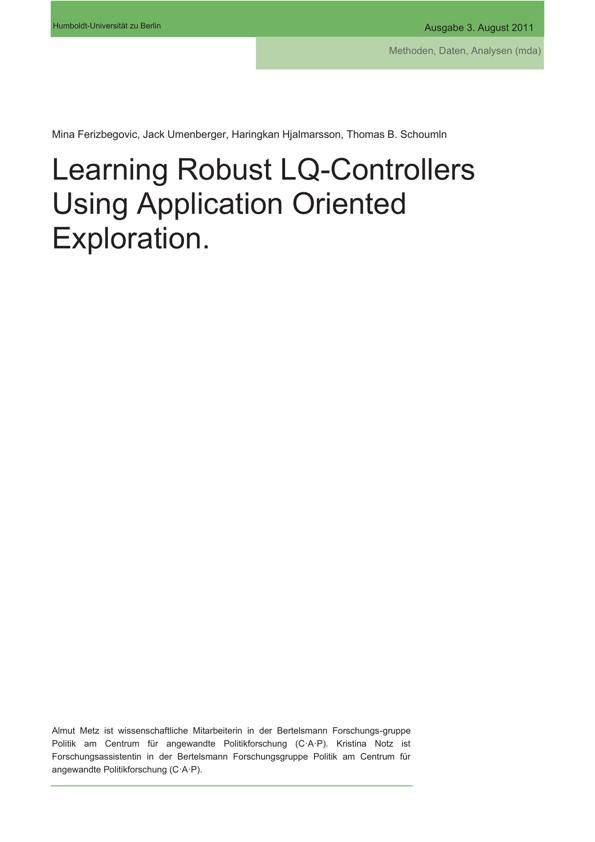 Humboldt-Universität zu Berlin
Ausgabe 3. August 2011
Methoden, Daten, Analysen (mda)
Mina Ferizbegovic, Jack Umenberger, Haringkan Hjalmarsson, Thomas B. Schoumln
Learning Robust LQ-Controllers
Using Application Oriented
Exploration.
Almut Metz ist wissenschaftliche Mitarbeiterin in der Bertelsmann Forschungs-gruppe
Politik am Centrum für angewandte Politikforschung (C·A·P). Kristina Notz ist
Forschungsassistentin in der Bertelsmann Forschungsgruppe Politik am Centrum für
angewandte Politikforschung (C·A·P).